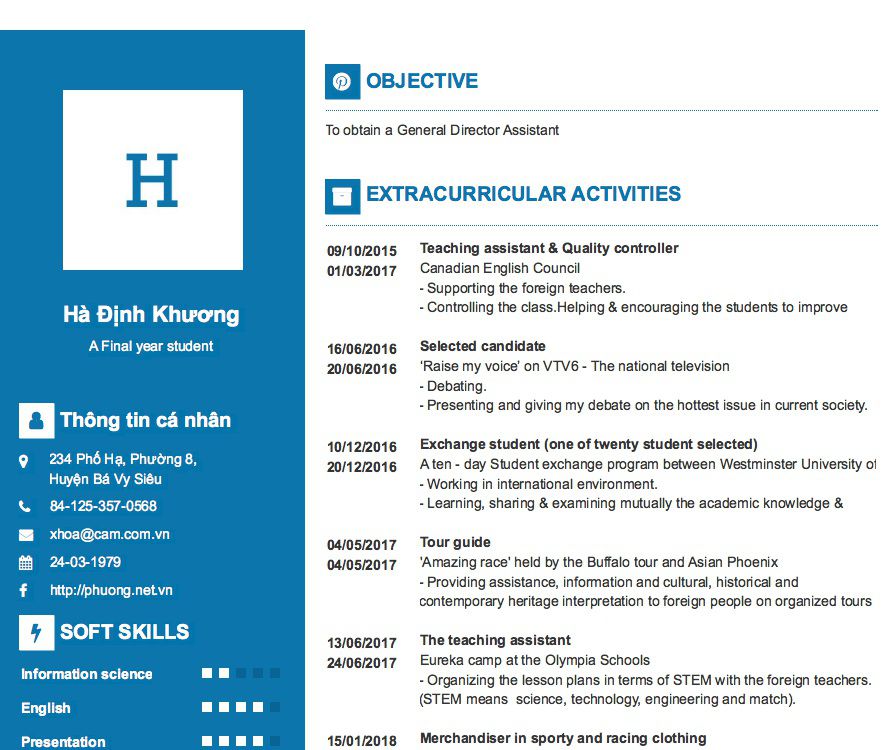 H
Hà Định Khương
A Final year student
Thông tin cá nhân
234 Phố Hạ, Phường 8,
Huyện Bá Vy Siêu
84-125-357-0568
xhoa@cam.com.vn
24-03-1979
http://phuong.net.vn
SOFT SKILLS
Information science
English
Presentation
OBJECTIVE
To obtain a General Director Assistant
EXTRACURRICULAR ACTIVITIES
09/10/2015 Teaching assistant & Quality controller
01/03/2017 Canadian English Council
- Supporting the foreign teachers.
- Controlling the class.Helping & encouraging the students to improve
16/06/2016 Selected candidate
20/06/2016 'Raise my voice' on VTV6 - The national television
- Debating.
- Presenting and giving my debate on the hottest issue in current society.
10/12/2016 Exchange student (one of twenty student selected)
20/12/2016 A ten - day Student exchange program between Westminster University of
- Working in international environment.
- Learning, sharing & examining mutually the academic knowledge &
04/05/2017 Tour guide
04/05/2017 'Amazing race' held by the Buffalo tour and Asian Phoenix
- Providing assistance, information and cultural, historical and
contemporary heritage interpretation to foreign people on organized tours
13/06/2017 The teaching assistant
24/06/2017 Eureka camp at the Olympia Schools
- Organizing the lesson plans in terms of STEM with the foreign teachers.
(STEM means science, technology, engineering and match).
15/01/2018 Merchandiser in sporty and racing clothing